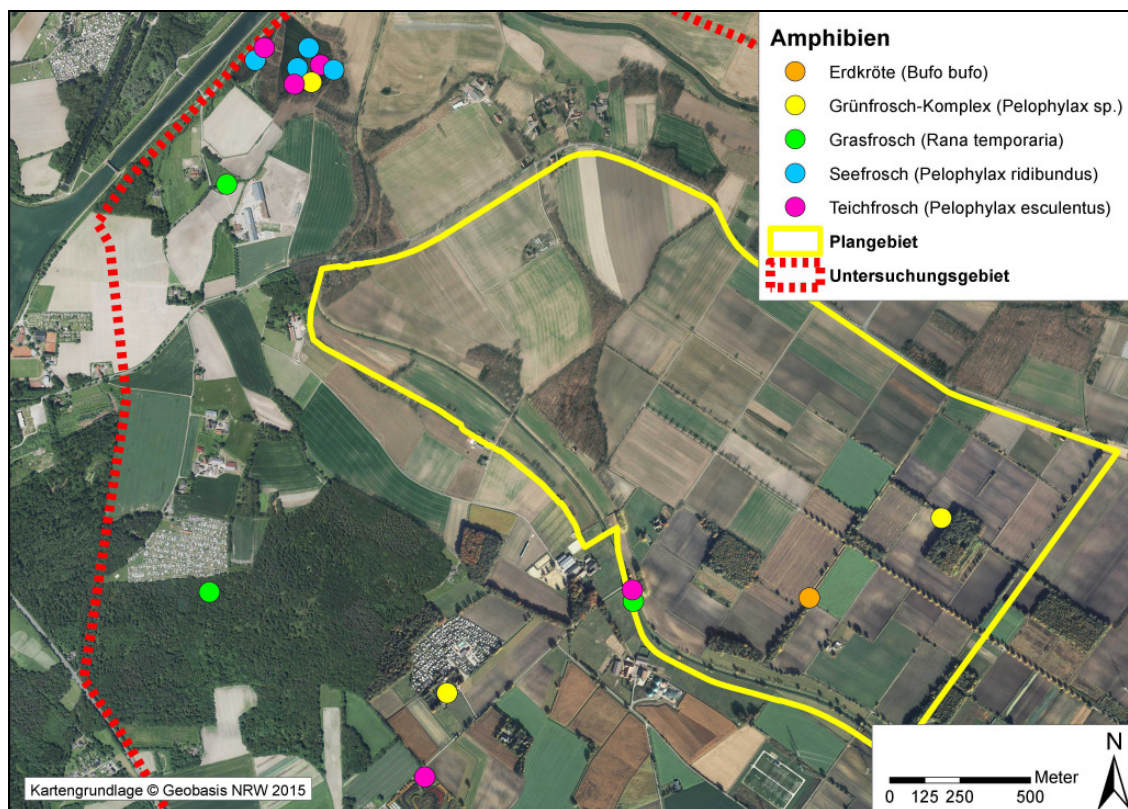 Amphibien
Erdkröte (Bufo bufo)
Grünfrosch-Komplex (Pelophylax sp.)
Grasfrosch (Rana temporaria)
Seefrosch (Pelophylax ridibundus)
Teichfrosch (Pelophylax esculentus)
Plangebiet
Untersuchungsgebiet
Kartengrundlage © Geobasis NRW 2015
Meter
0 125 250 500
N